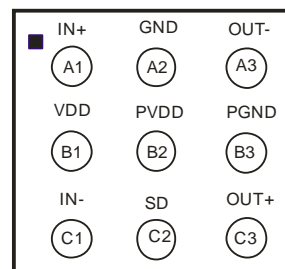 IN+ GND OUT-
A1 A2 A3
VDD PVDD PGND
B1 B2 B3
IN- SD OUT+
C1 C2 C3